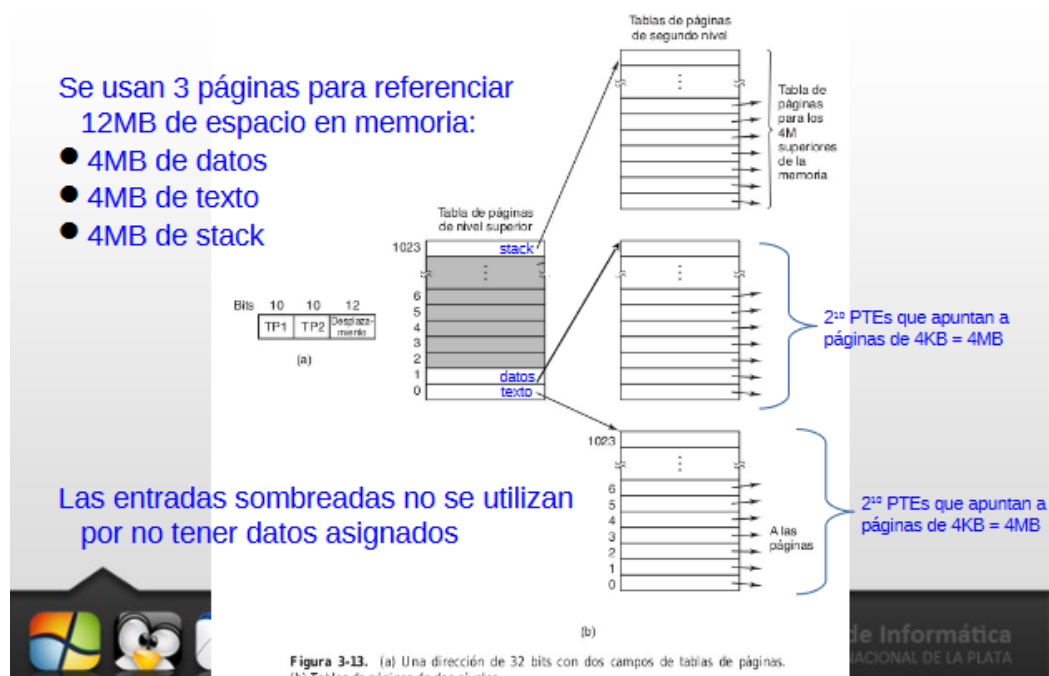 Se usan 3 páginas para referenciar
12MB de espacio en memoria:
● 4MB de datos
● 4MB de texto
● 4MB de stack
Tablas de páginas
de segundo nivel
Tabla de
páginas
para los
4M
superiores
de la
memoria
Tabla de páginas
de nivel superior
1023
stack
6
5
4
3
2
1
datos
0
texto
Bits 10 10 12
TP1 TP2 Desplaza-
miento
(a)
2¹⁰ PTEs que apuntan a
páginas de 4KB = 4MB
1023
6
5
4
3
2
1
0
A las
páginas
2¹⁰ PTEs que apuntan a
páginas de 4KB = 4MB
Las entradas sombreadas no se utilizan
por no tener datos asignados
(b)
de Informática
NACIONAL DE LA PLATA
Figura 3-13. (a) Una dirección de 32 bits con dos campos de tablas de páginas.
(b) Tablas de páginas de dos niveles.